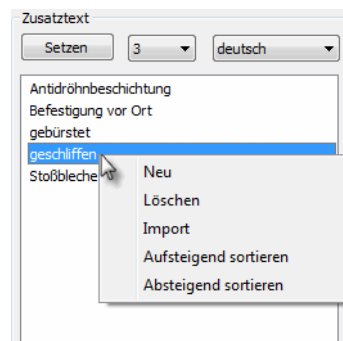 Zusatztext
Setzen 3 deutsch
Antidröhnbeschichtung
Befestigung vor Ort
gebürstet
geschliffen
Stoßbleche
Neu
Löschen
Import
Aufsteigend sortieren
Absteigend sortieren